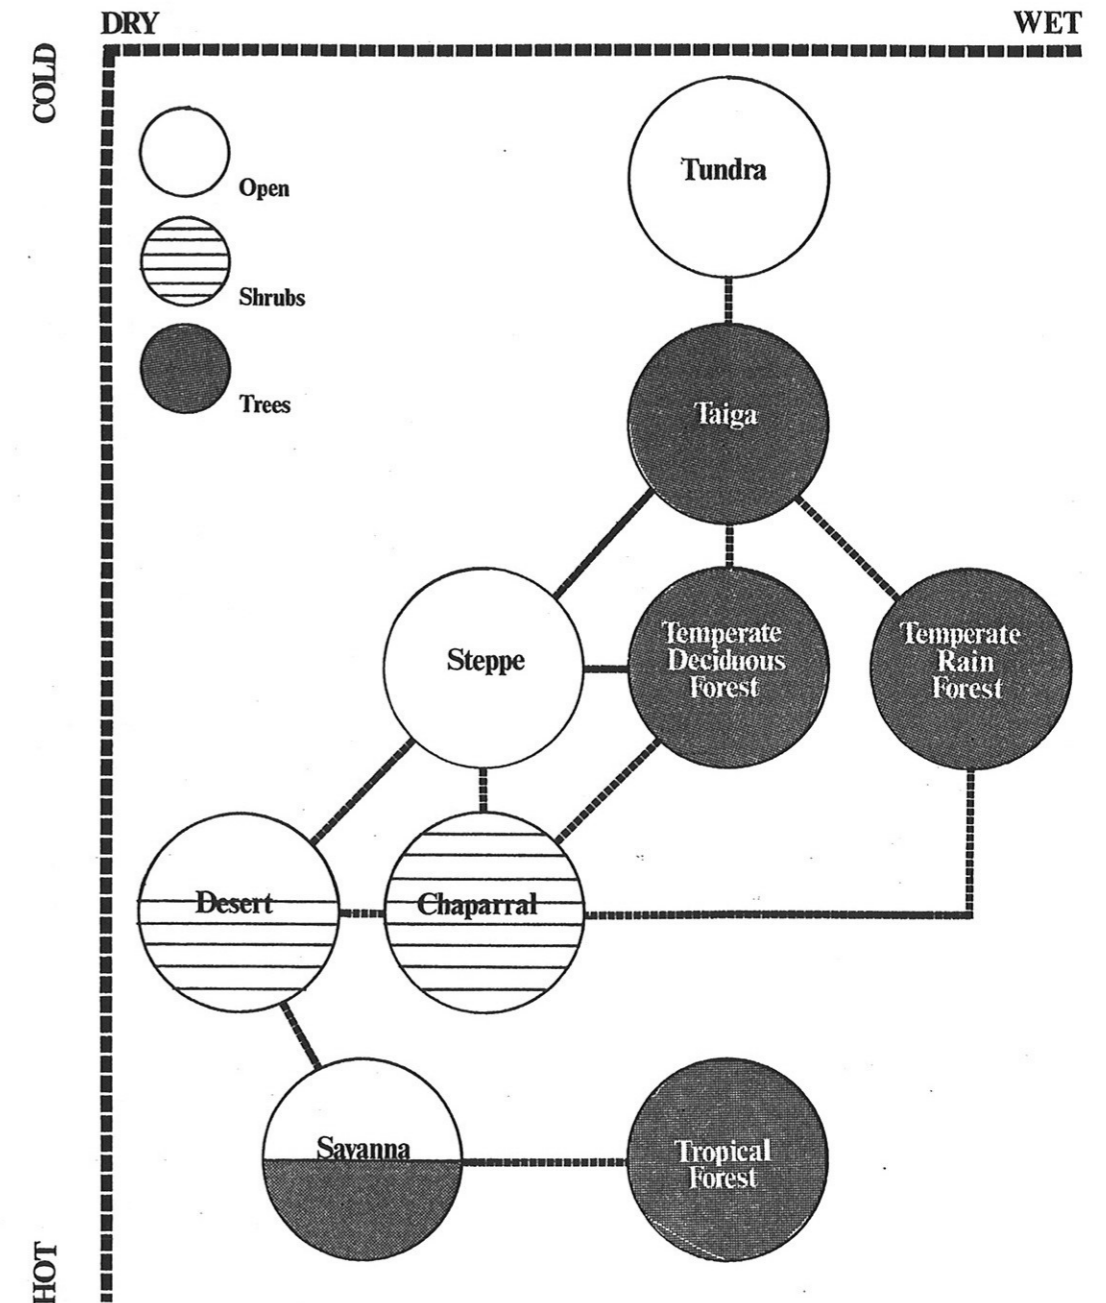 DRY
WET
COLD
Open
Shrubs
Trees
Tundra
Taiga
Steppe
Temperate
Deciduous
Forest
Temperate
Rain
Forest
Desert
Chaparral
Savanna
Tropical
Forest
HOT